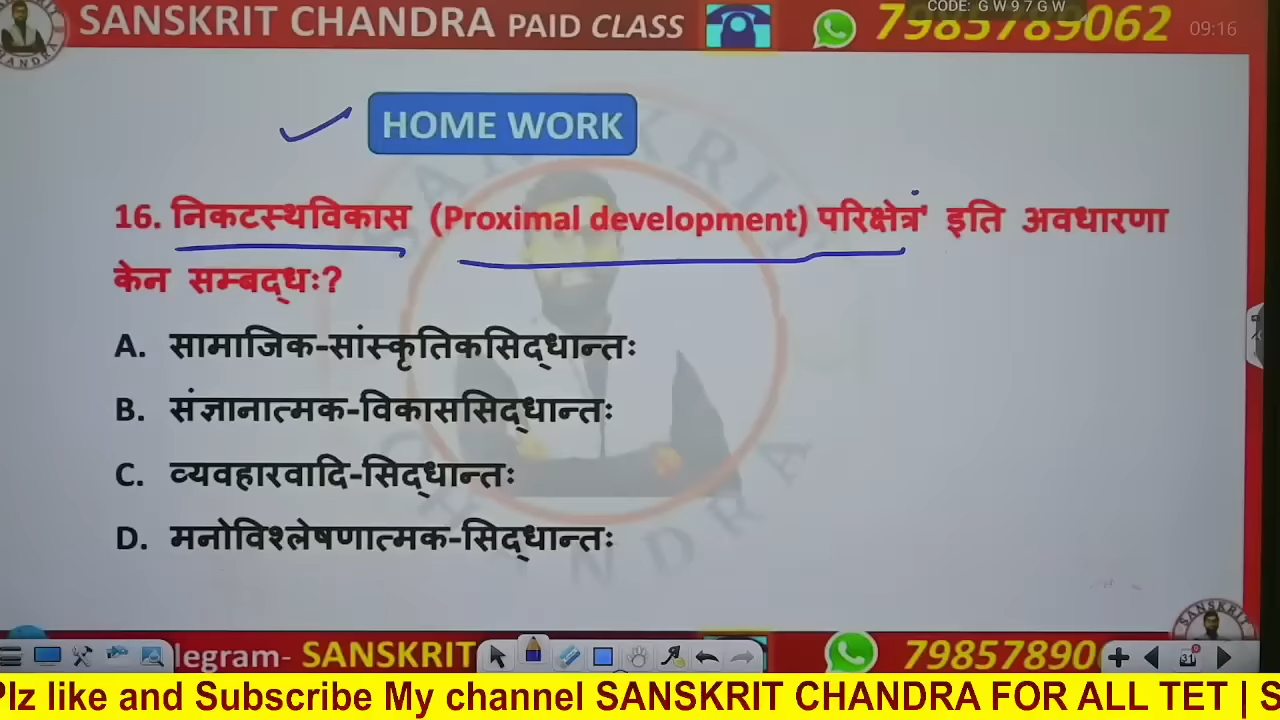 SANSKRIT CHANDRA PAID CLASS
CODE: G W 9 7 G W
7985789062
09:16
HOME WORK
16. निकटस्थविकास (Proximal development) परिक्षेत्रं' इति अवधारणा
केन सम्बद्धः?
A. सामाजिक-सांस्कृतिकसिद्धान्तः
B. संज्ञानात्मक-विकाससिद्धान्तः
C. व्यवहारवादि-सिद्धान्तः
D. मनोविश्लेषणात्मक-सिद्धान्तः
legram- SANSKRIT
79857890
Plz like and Subscribe My channel SANSKRIT CHANDRA FOR ALL TET | S